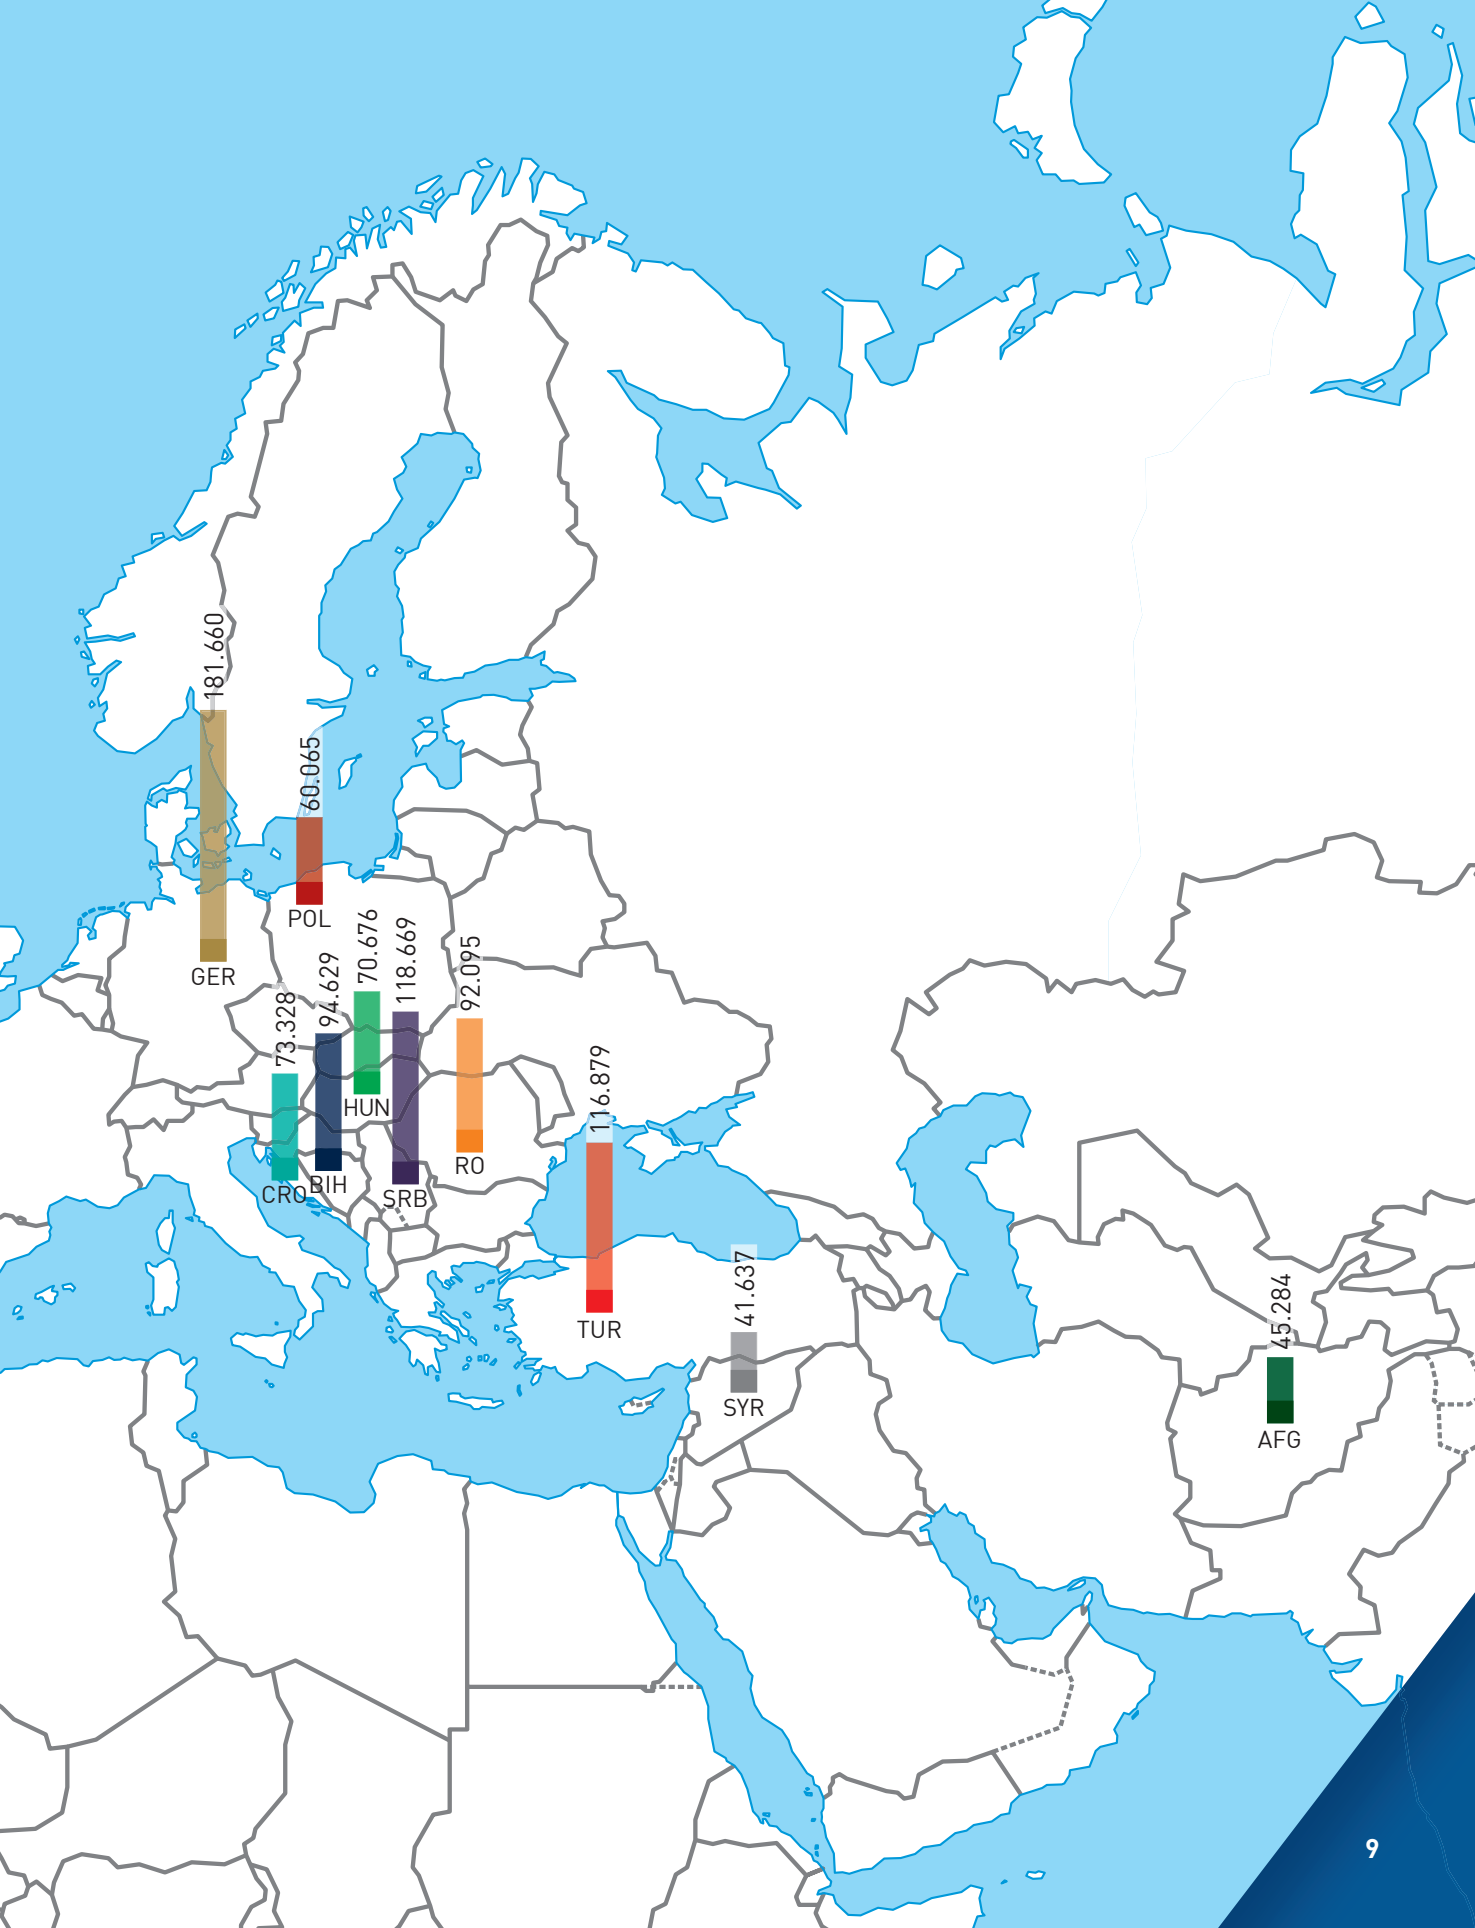 181.660
GER
60.065
POL
73.328
CRO
94.629
BIH
70.676
HUN
118.669
SRB
92.095
RO
116.879
TUR
41.637
SYR
45.284
AFG
9